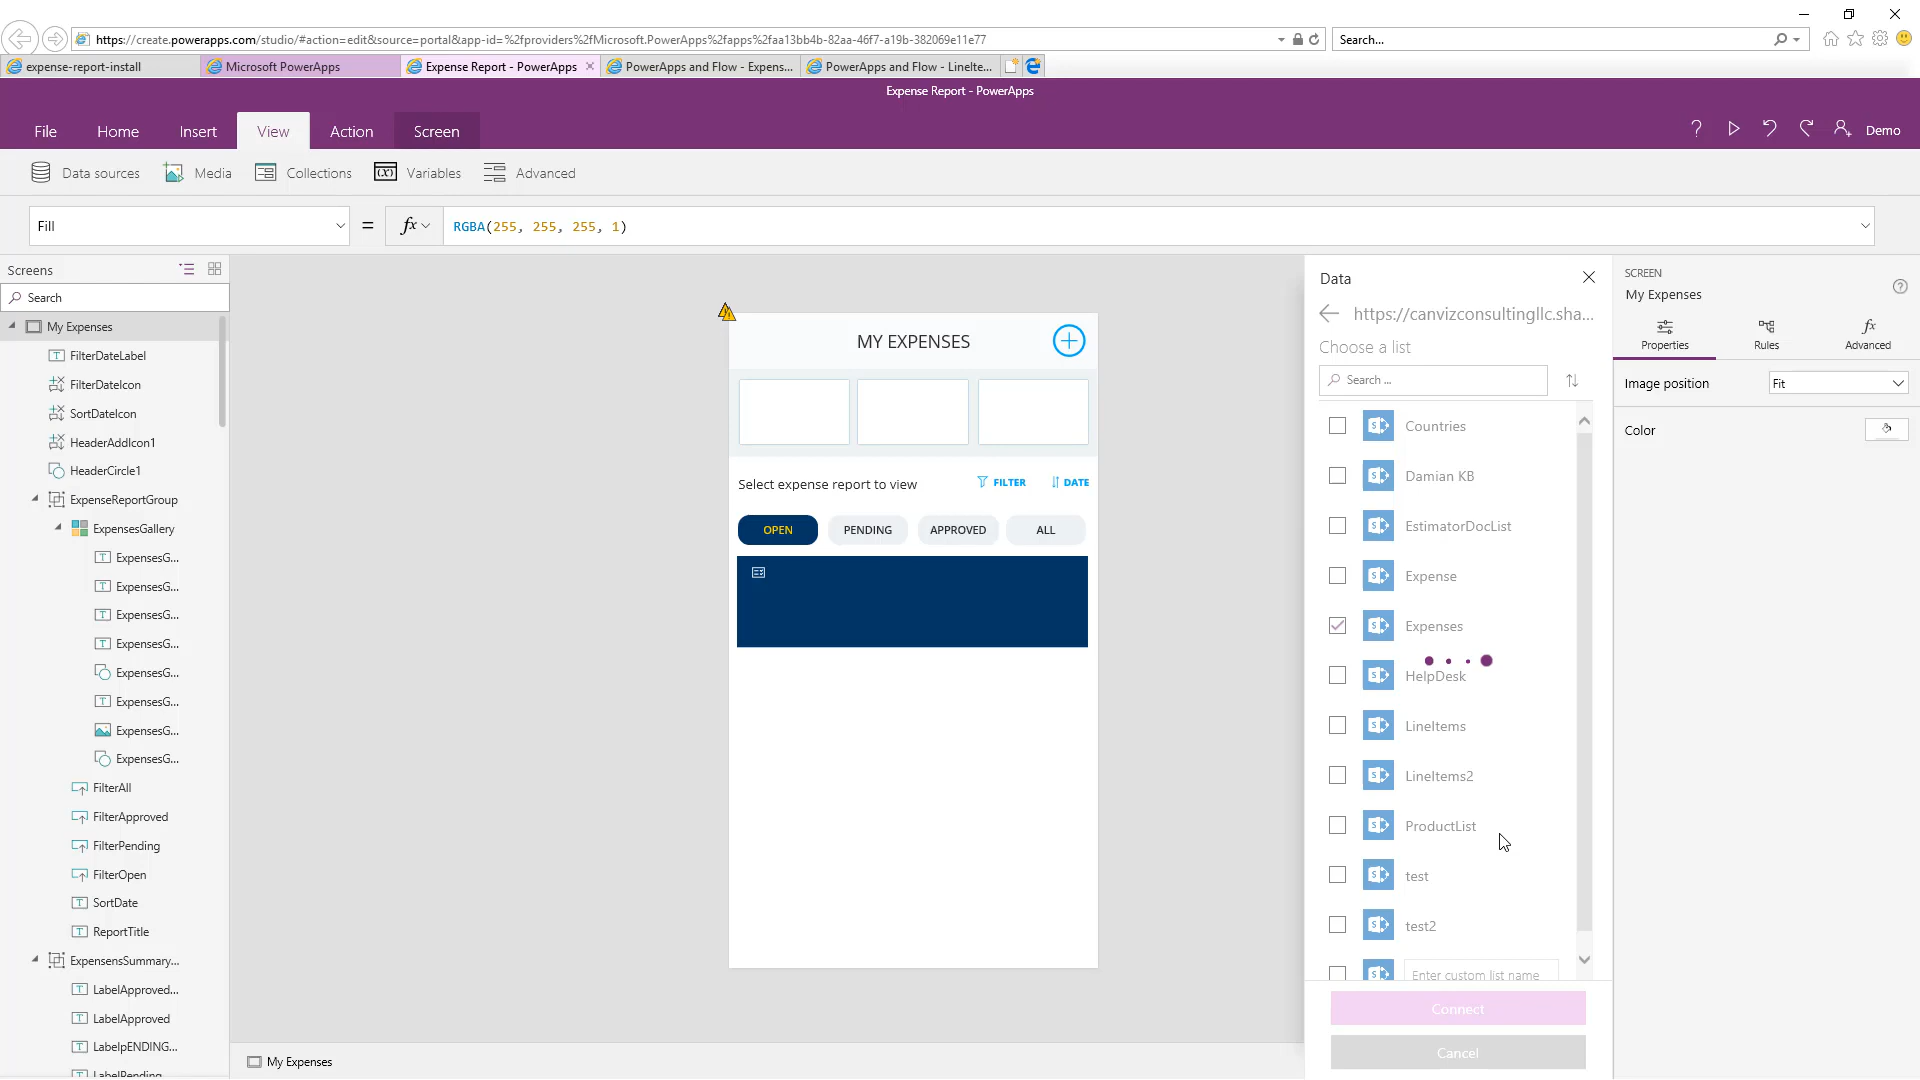 https://create.powerapps.com/studio/#action=edit&source=portal&app-id=%2fproviders%2fMicrosoft.PowerApps%2fapps%2faa13bb4b-82aa-46f7-a19b-382069e11e77
Search...
expense-report-install
Microsoft PowerApps
Expense Report - PowerApps
PowerApps and Flow - Expens...
PowerApps and Flow - LineIte...
Expense Report - PowerApps
File
Home
Insert
View
Action
Screen
Demo
Data sources
Media
Collections
Variables
Advanced
Fill
=
fx
RGBA(255, 255, 255, 1)
Screens
Search
My Expenses
FilterDateLabel
FilterDateIcon
SortDateIcon
HeaderAddIcon1
HeaderCircle1
ExpenseReportGroup
ExpensesGallery
ExpensesG...
ExpensesG...
ExpensesG...
ExpensesG...
ExpensesG...
ExpensesG...
ExpensesG...
ExpensesG...
FilterAll
FilterApproved
FilterPending
FilterOpen
SortDate
ReportTitle
ExpensensSummary...
LabelApproved...
LabelApproved
LabelpENDING...
LabelPending
MY EXPENSES
Select expense report to view
FILTER
DATE
OPEN
PENDING
APPROVED
ALL
My Expenses
Data
https://canvizconsultingllc.sha...
Choose a list
Search ...
Countries
Damian KB
EstimatorDocList
Expense
Expenses
HelpDesk
LineItems
LineItems2
ProductList
test
test2
Enter custom list name
Connect
Cancel
SCREEN
My Expenses
Properties
Rules
Advanced
Image position
Fit
Color